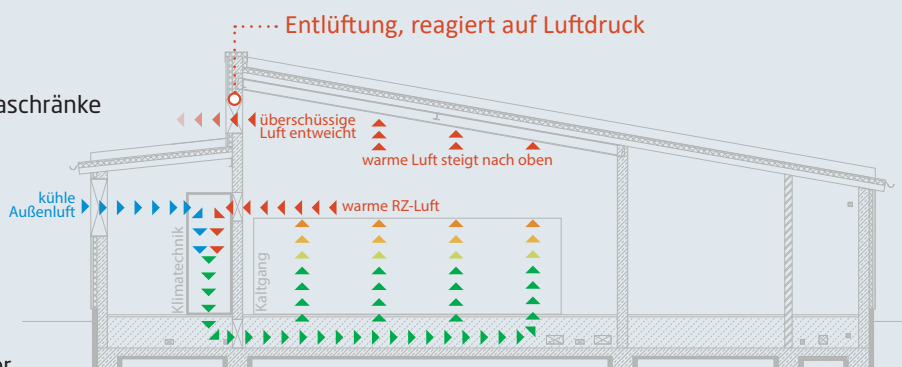 Entlüftung, reagiert auf Luftdruck
aschränke
überschüssige
Luft entweicht
warme Luft steigt nach oben
kühle
Außenluft
warme RZ-Luft
Klimatechnik
Kaltgang
er